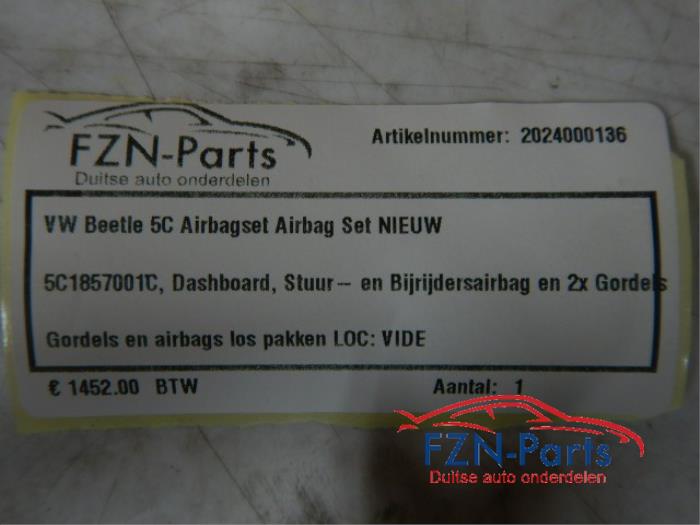 FZN-Parts
Duitse auto onderdelen
Artikelnummer: 2024000136
VW Beetle 5C Airbagset Airbag Set NIEUW
5C1857001TC, Dashboard, Stuur-- en Bijrijdersairbag en 2x Gordels
Gordels en airbags los pakken LOC: VIDE
€ 1452.00 BTW
Aantal: 1
FZN-Parts
Duitse auto onderdelen